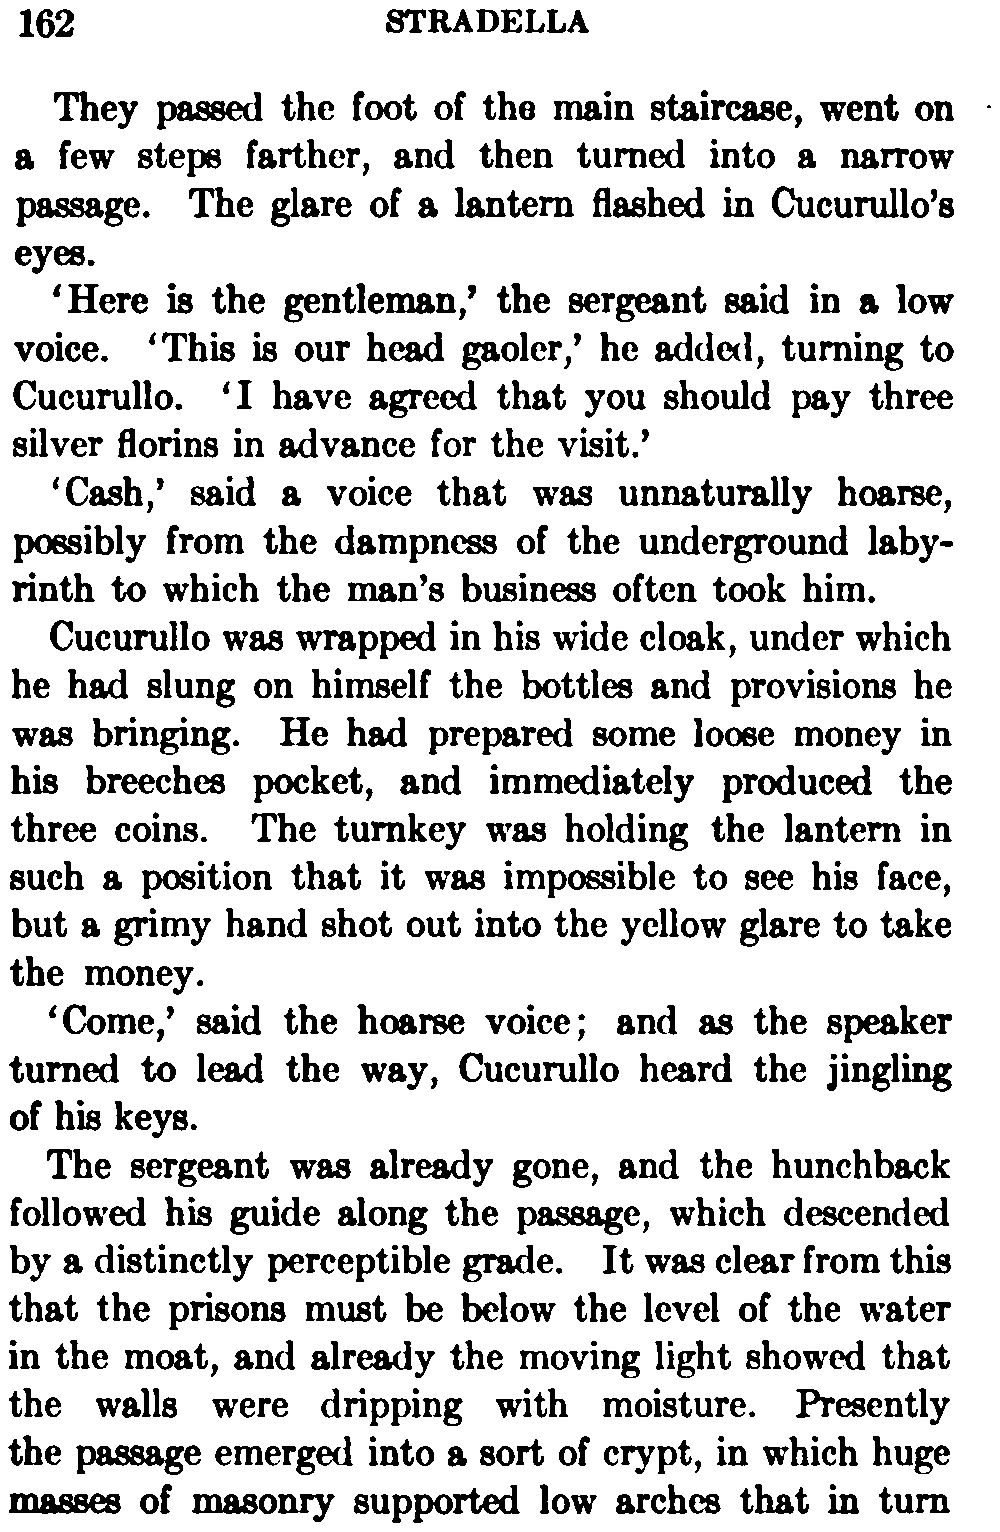 162 STRADELLA
They passed the foot of the main staircase, went on
a few steps farther, and then turned into a narrow
passage. The glare of a lantern flashed in Cucurullo's
eyes.
'Here is the gentleman,' the sergeant said in a low
voice. 'This is our head gaoler,' he added, turning to
Cucurullo. 'I have agreed that you should pay three
silver florins in advance for the visit.'
'Cash,' said a voice that was unnaturally hoarse,
possibly from the dampness of the underground laby-
rinth to which the man's business often took him.
Cucurullo was wrapped in his wide cloak, under which
he had slung on himself the bottles and provisions he
was bringing. He had prepared some loose money in
his breeches pocket, and immediately produced the
three coins. The turnkey was holding the lantern in
such a position that it was impossible to see his face,
but a grimy hand shot out into the yellow glare to take
the money.
'Come,' said the hoarse voice; and as the speaker
turned to lead the way, Cucurullo heard the jingling
of his keys.
The sergeant was already gone, and the hunchback
followed his guide along the passage, which descended
by a distinctly perceptible grade. It was clear from this
that the prisons must be below the level of the water
in the moat, and already the moving light showed that
the walls were dripping with moisture. Presently
the passage emerged into a sort of crypt, in which huge
masses of masonry supported low arches that in turn